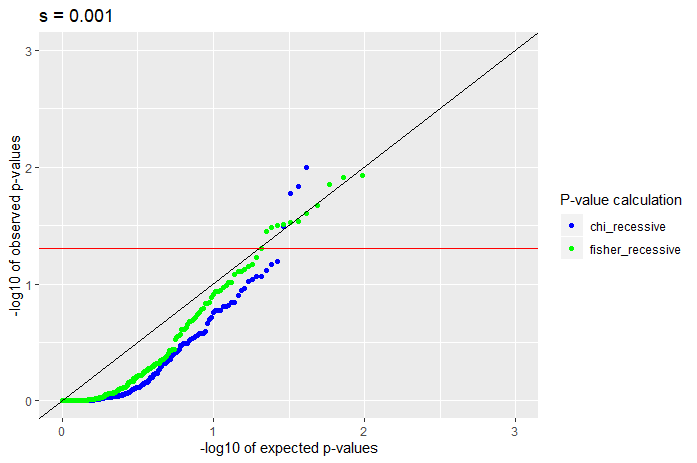 s = 0.001
3
2
1
0
-log10 of observed p-values
0
1
2
3
-log10 of expected p-values
P-value calculation
chi_recessive
fisher_recessive